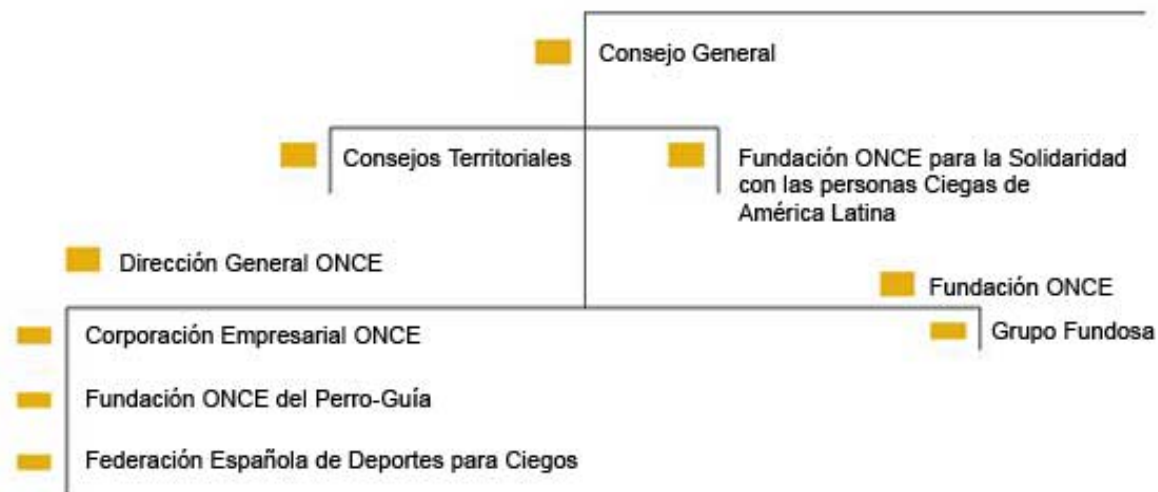 Consejo General
Consejos Territoriales
Fundación ONCE para la Solidaridad
con las personas Ciegas de
América Latina
Dirección General ONCE
Fundación ONCE
Corporación Empresarial ONCE
Grupo Fundosa
Fundación ONCE del Perro-Guía
Federación Española de Deportes para Ciegos